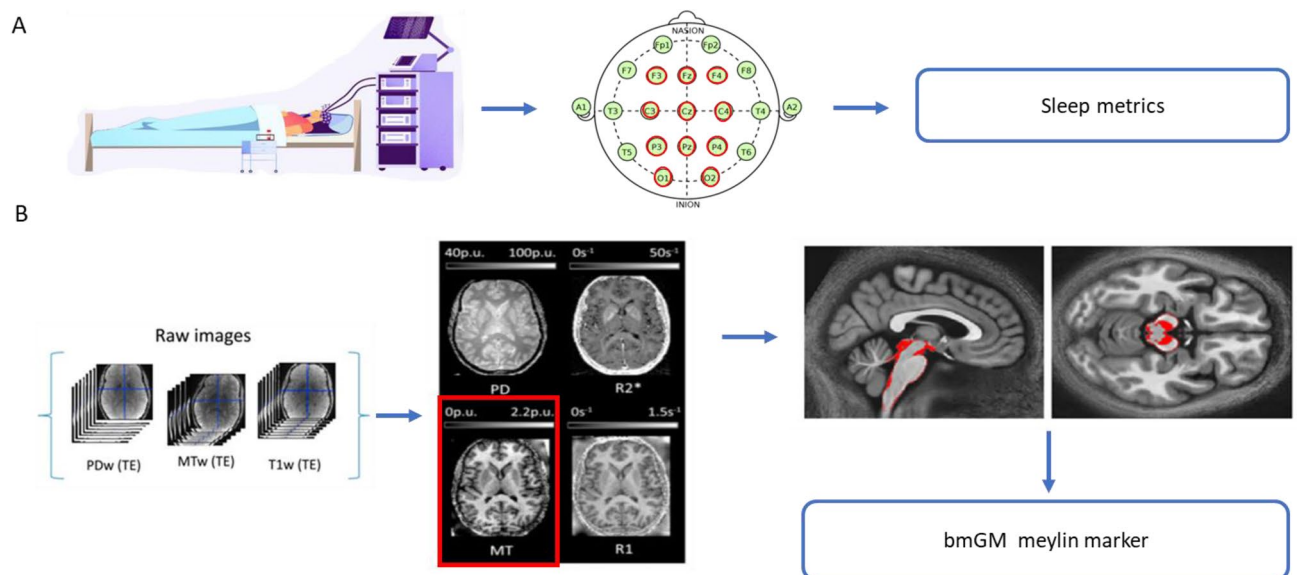 A
NASION
Fp1 Fp2
F7 F3 Fz F4 F8
A1 T3 C3 Cz C4 T4 A2
T5 P3 Pz P4 T6
O1 O2
INION
Sleep metrics
B
Raw images
PDw (TE) MTw (TE) T1w (TE)
40p.u. 100p.u. 0s⁻¹ 50s⁻¹
PD R2*
0p.u. 2.2p.u. 0s⁻¹ 1.5s⁻¹
MT R1
bmGM meylin marker